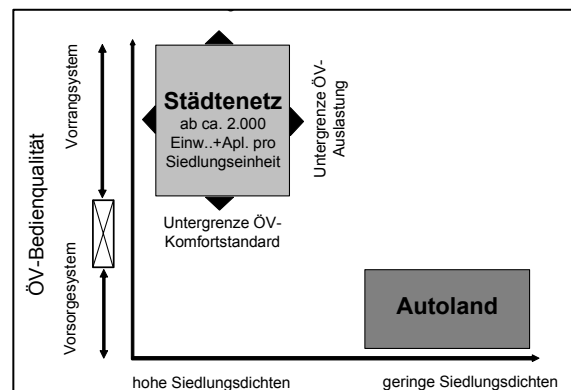 ÖV-Bedienqualität
Vorrangsystem
Vorsorgesystem
Städtenetz
ab ca. 2.000
Einw..+Apl. pro
Siedlungseinheit
Untergrenze ÖV-
Auslastung
Untergrenze ÖV-
Komfortstandard
Autoland
hohe Siedlungsdichten
geringe Siedlungsdichten